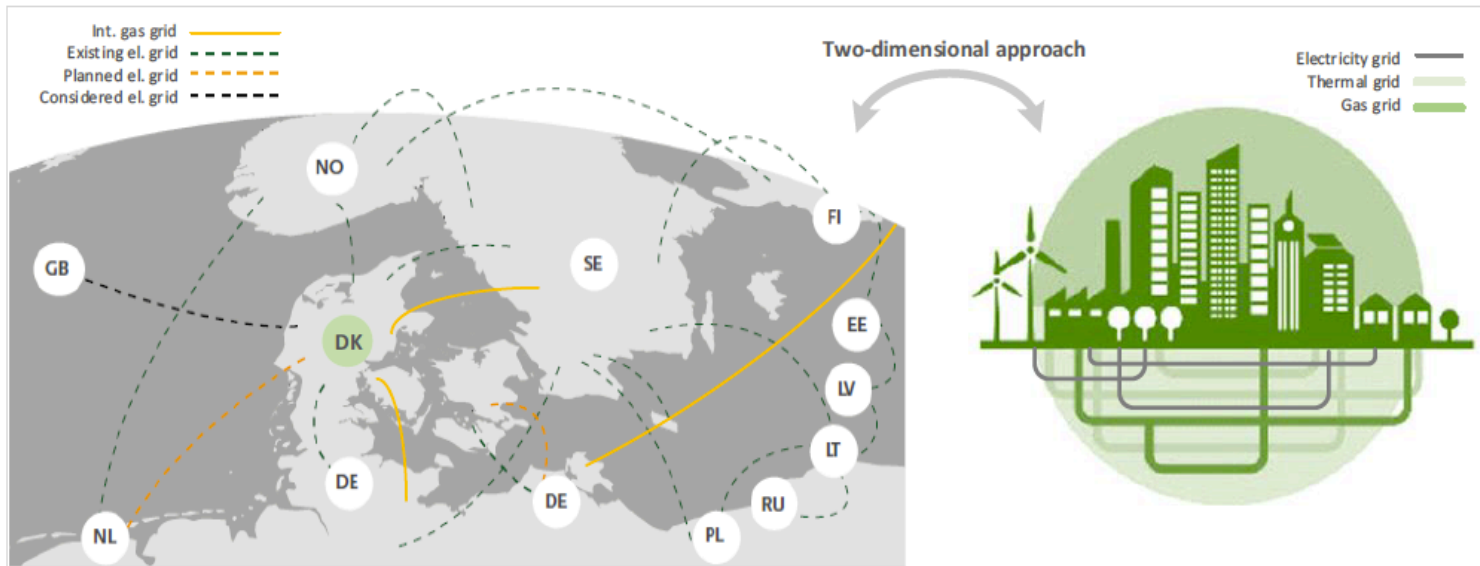 Int. gas grid
Existing el. grid
Planned el. grid
Considered el. grid
Two-dimensional approach
Electricity grid
Thermal grid
Gas grid
NO
FI
GB
SE
EE
DK
LV
LT
DE
DE
RU
NL
PL